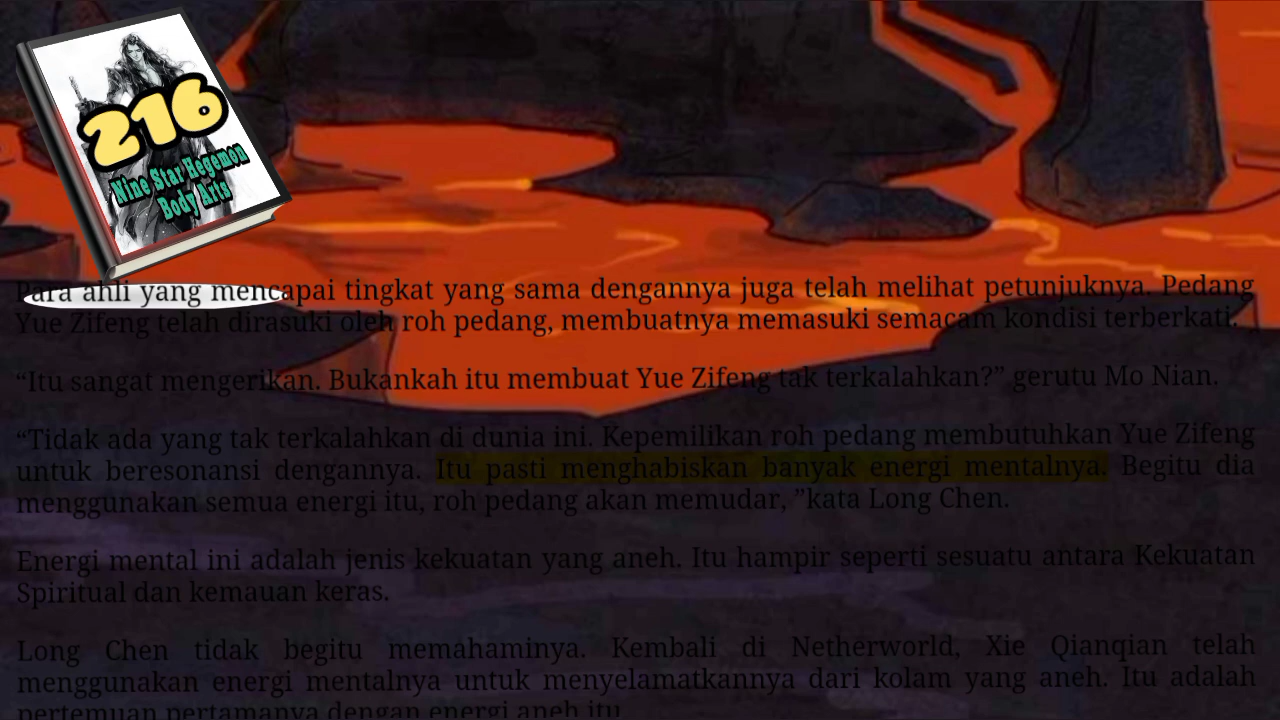 216
Nine Star Hegemon
Body Arts
Para ahli yang mencapai tingkat yang sama dengannya juga telah melihat petunjuknya. Pedang
Yue Zifeng telah dirasuki oleh roh pedang, membuatnya memasuki semacam kondisi terberkati.
“Itu sangat mengerikan. Bukankah itu membuat Yue Zifeng tak terkalahkan?” gerutu Mo Nian.
“Tidak ada yang tak terkalahkan di dunia ini. Kepemilikan roh pedang membutuhkan Yue Zifeng
untuk beresonansi dengannya. Itu pasti menghabiskan banyak energi mentalnya. Begitu dia
menggunakan semua energi itu, roh pedang akan memudar, ”kata Long Chen.
Energi mental ini adalah jenis kekuatan yang aneh. Itu hampir seperti sesuatu antara Kekuatan
Spiritual dan kemauan keras.
Long Chen tidak begitu memahaminya. Kembali di Netherworld, Xie Qianqian telah
menggunakan energi mentalnya untuk menyelamatkannya dari kolam yang aneh. Itu adalah
pertemuan pertamanya dengan energi aneh itu.